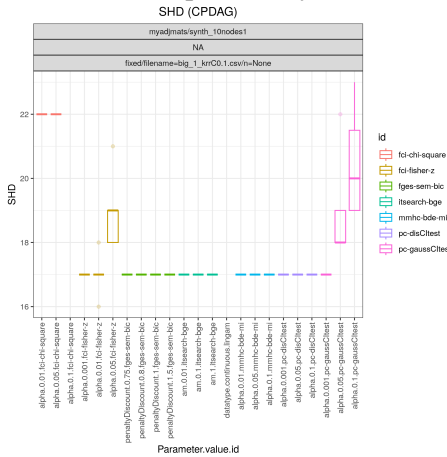 SHD (CPDAG)
myadjmats/synth_10nodes1
NA
fixed/filename=big_1_krrC0.1.csv/n=None
SHD
22
20
18
16
alpha.0.01.fci-chi-square
alpha.0.05.fci-chi-square
alpha.0.1.fci-chi-square
alpha.0.001.fci-fisher-z
alpha.0.01.fci-fisher-z
alpha.0.05.fci-fisher-z
penaltyDiscount.0.75.fges-sem-bic
penaltyDiscount.0.8.fges-sem-bic
penaltyDiscount.1.fges-sem-bic
penaltyDiscount.1.5.fges-sem-bic
am.0.01.itsearch-bge
am.0.1.itsearch-bge
am.1.itsearch-bge
datatype.continuous.lingam
alpha.0.01.mmhc-bde-mi
alpha.0.05.mmhc-bde-mi
alpha.0.1.mmhc-bde-mi
alpha.0.001.pc-disCItest
alpha.0.05.pc-disCItest
alpha.0.1.pc-disCItest
alpha.0.001.pc-gaussCItest
alpha.0.05.pc-gaussCItest
alpha.0.1.pc-gaussCItest
Parameter.value.id
id
fci-chi-square
fci-fisher-z
fges-sem-bic
itsearch-bge
mmhc-bde-mi
pc-disCItest
pc-gaussCItes